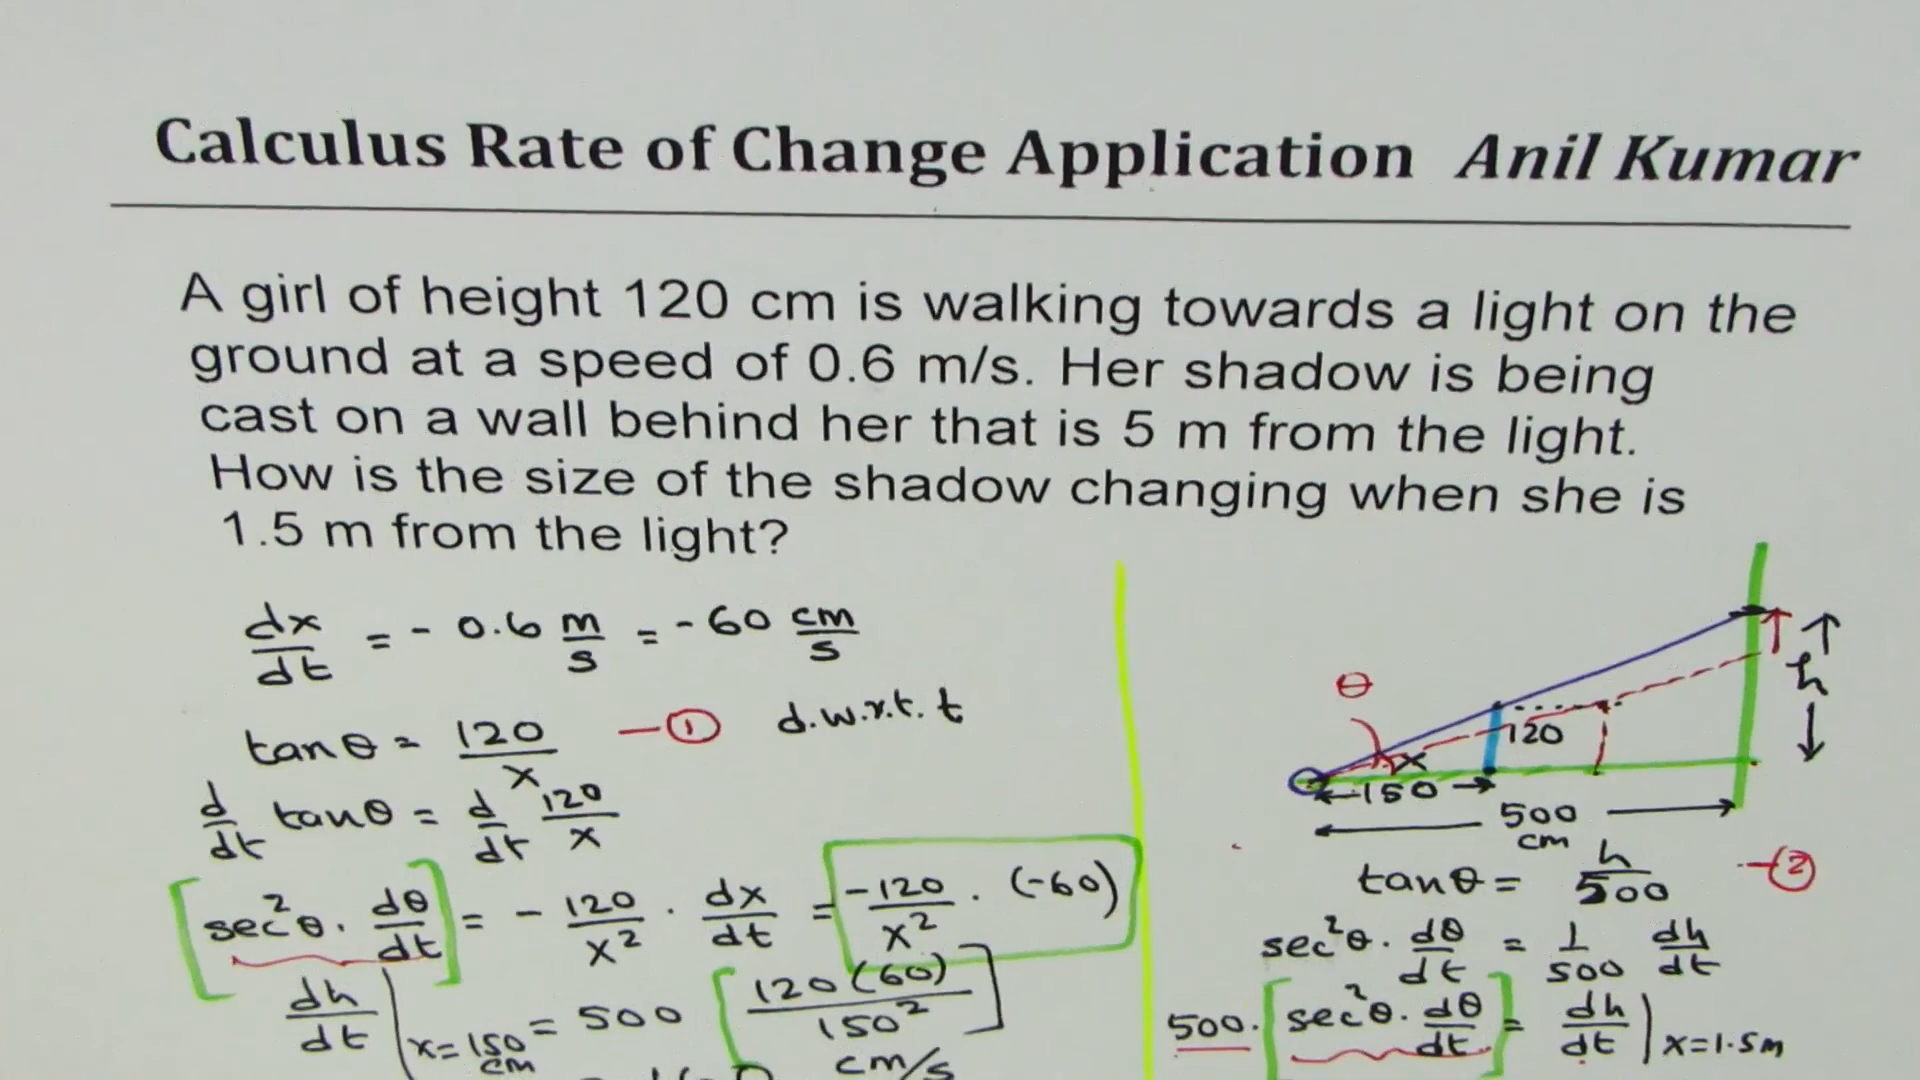 Calculus Rate of Change Application Anil Kumar
A girl of height 120 cm is walking towards a light on the
ground at a speed of 0.6 m/s. Her shadow is being
cast on a wall behind her that is 5 m from the light.
How is the size of the shadow changing when she is
1.5 m from the light?
dx/dt = - 0.6 m/s = - 60 cm/s
tanθ = 120/x — ① d.w.r.t. t
d/dt tanθ = d/dt 120/x
[sec²θ · dθ/dt] = - 120/x² · dx/dt = -120/x² · (-60)
dh/dt | x=150 cm = 500 [120(60)/150²]
cm/s
θ
h
120
x
150
500
cm
tanθ = h/500 — ②
sec²θ · dθ/dt = 1/500 dh/dt
500 · [sec²θ · dθ/dt] = dh/dt | x=1.5m